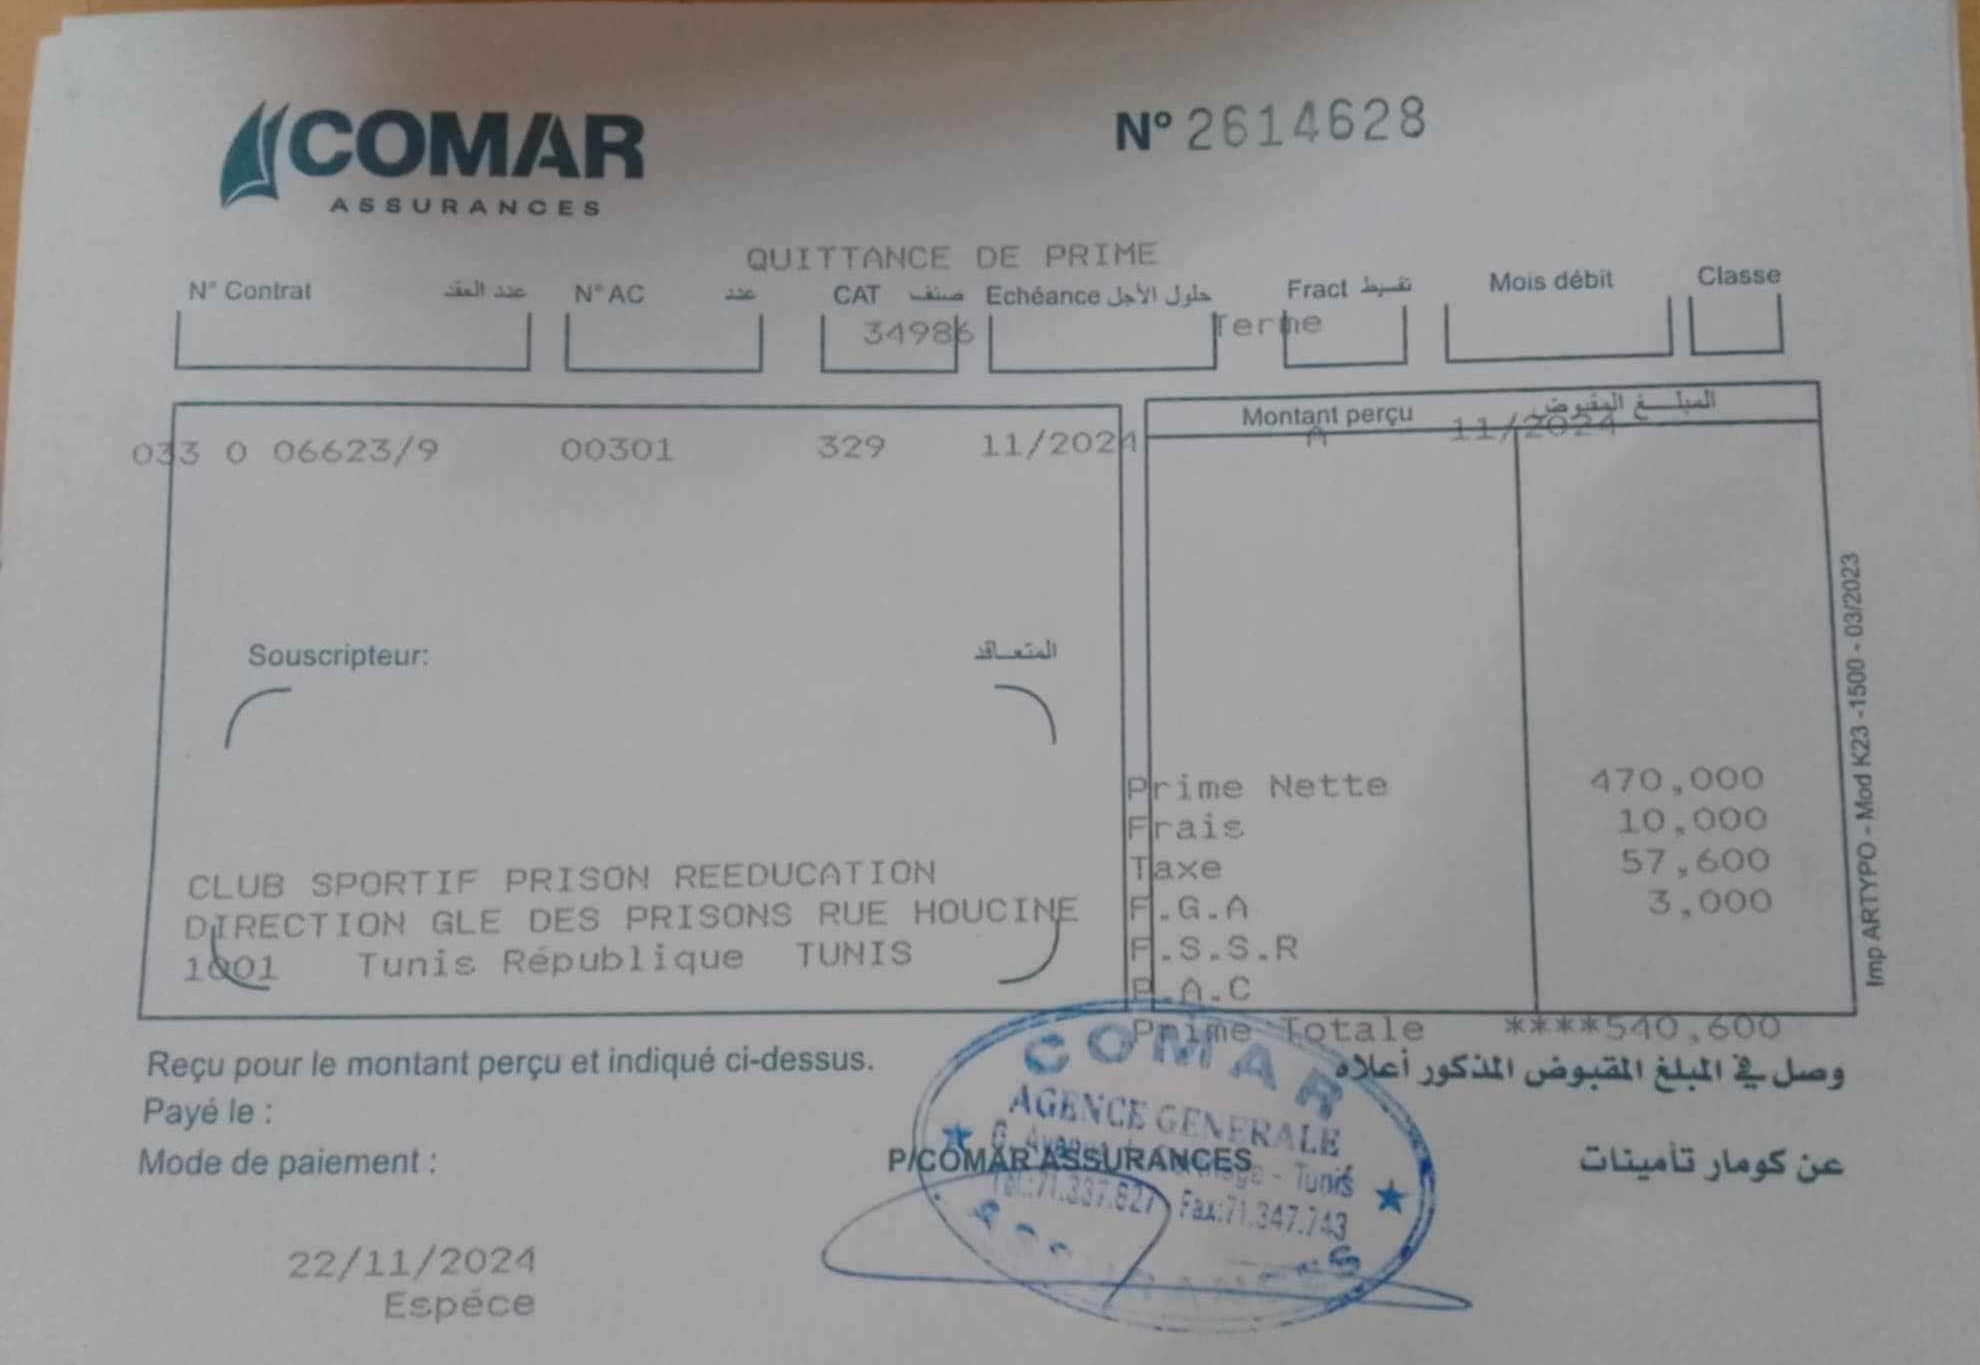 COMAR
ASSURANCES
N° 2614628
QUITTANCE DE PRIME
N° Contrat عدد العقد N° AC عدد CAT صنف Echéance حلول الأجل Fract تقسيط Mois débit Classe
34986 Terme
Montant perçu المبلغ المقبوض
033 0 06623/9 00301 329 11/2024 A 11/2024
Souscripteur: المتعاقد
Prime Nette 470,000
Frais 10,000
Taxe 57,600
F.G.A 3,000
F.S.S.R
P.A.C
Prime Totale ****540,600
CLUB SPORTIF PRISON REEDUCATION
DIRECTION GLE DES PRISONS RUE HOUCINE
1001 Tunis République TUNIS
Imp ARTYPO - Mod K23 -1500 - 03/2023
Reçu pour le montant perçu et indiqué ci-dessus. وصل في المبلغ المقبوض المذكور أعلاه
Payé le :
Mode de paiement : P/COMAR ASSURANCES عن كومار تأمينات
22/11/2024
Espéce
COMAR
AGENCE GENERALE
- Tunis
Fax:71.347.743